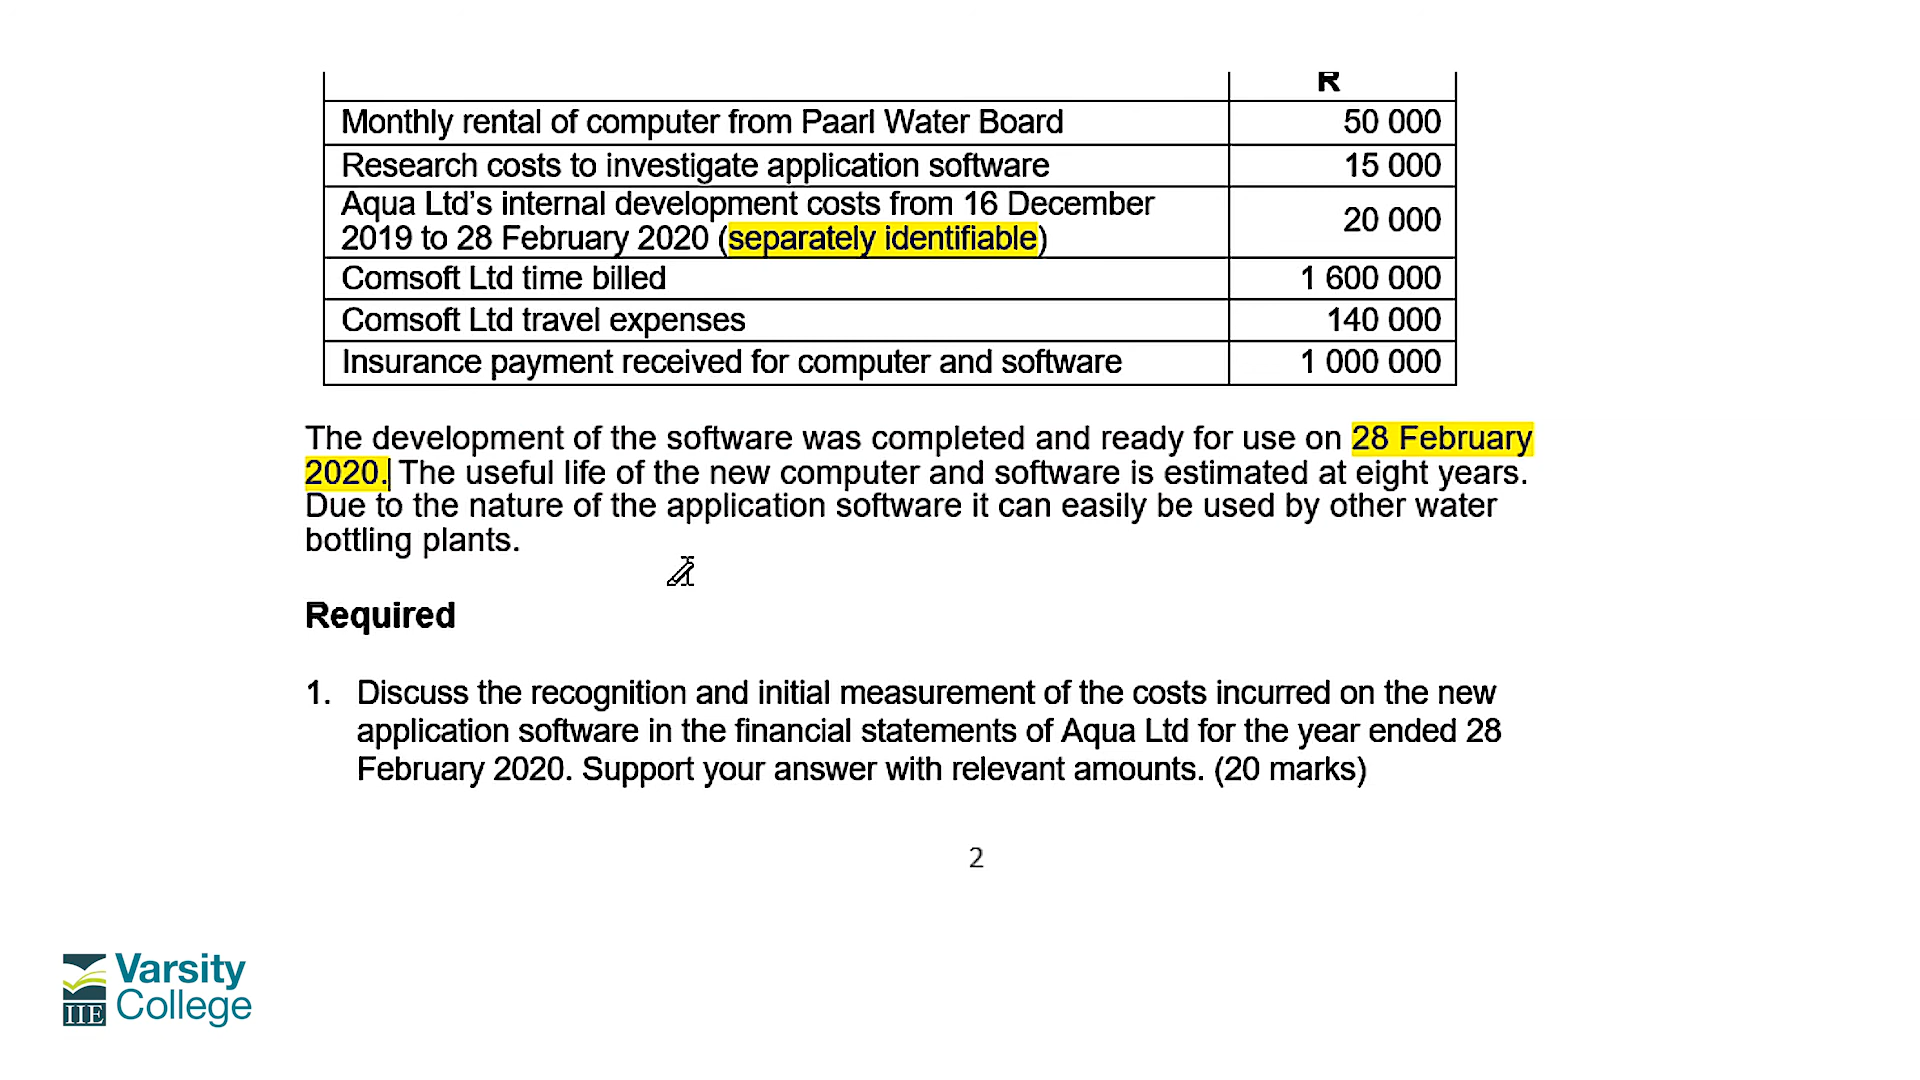 R
Monthly rental of computer from Paarl Water Board 50 000
Research costs to investigate application software 15 000
Aqua Ltd's internal development costs from 16 December
2019 to 28 February 2020 (separately identifiable) 20 000
Comsoft Ltd time billed 1 600 000
Comsoft Ltd travel expenses 140 000
Insurance payment received for computer and software 1 000 000
The development of the software was completed and ready for use on 28 February
2020. The useful life of the new computer and software is estimated at eight years.
Due to the nature of the application software it can easily be used by other water
bottling plants.
Required
1. Discuss the recognition and initial measurement of the costs incurred on the new
application software in the financial statements of Aqua Ltd for the year ended 28
February 2020. Support your answer with relevant amounts. (20 marks)
2
Varsity
College
IIE